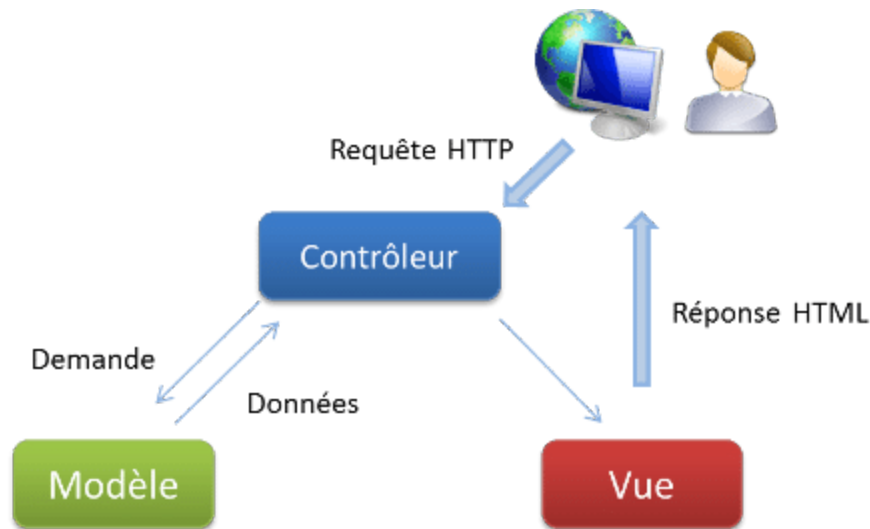 Requête HTTP
Contrôleur
Réponse HTML
Demande
Données
Modèle
Vue